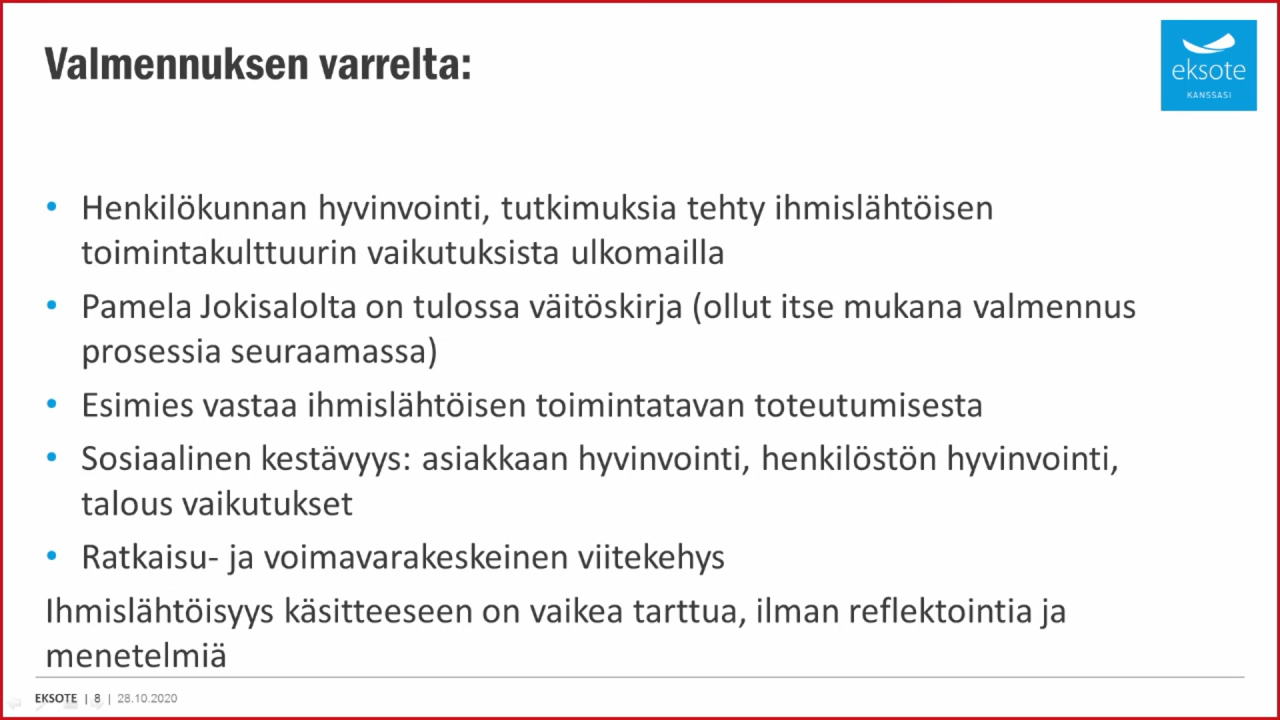 Valmennuksen varrelta:
eksote
KANSSASI
• Henkilökunnan hyvinvointi, tutkimuksia tehty ihmislähtöisen
toimintakulttuurin vaikutuksista ulkomailla
• Pamela Jokisalolta on tulossa väitöskirja (ollut itse mukana valmennus
prosessia seuraamassa)
• Esimies vastaa ihmislähtöisen toimintatavan toteutumisesta
• Sosiaalinen kestävyys: asiakkaan hyvinvointi, henkilöstön hyvinvointi,
talous vaikutukset
• Ratkaisu- ja voimavarakeskeinen viitekehys
Ihmislähtöisyys käsitteeseen on vaikea tarttua, ilman reflektointia ja
menetelmiä
EKSOTE | 8 | 28.10.2020